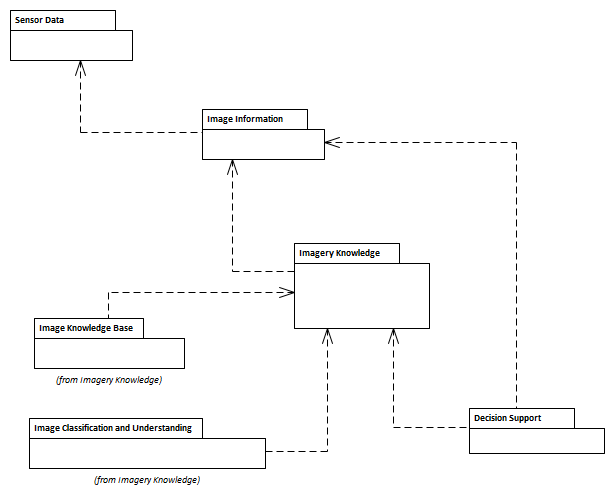 Sensor Data
Image Information
Imagery Knowledge
Image Knowledge Base
(from Imagery Knowledge)
Decision Support
Image Classification and Understanding
(from Imagery Knowledge)